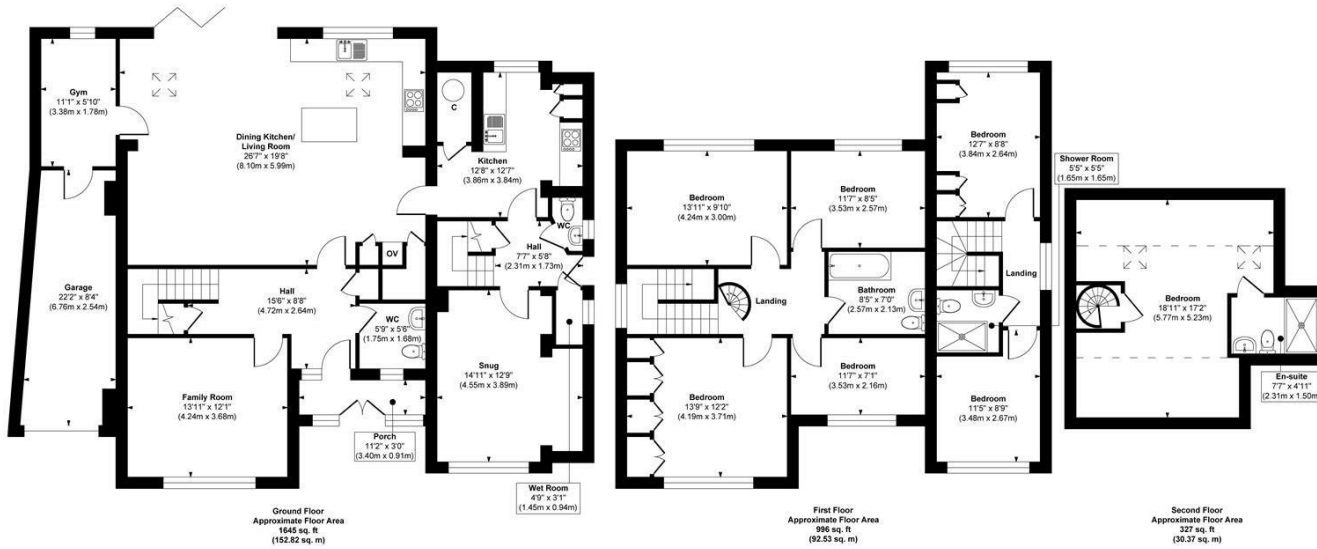 Gym
11'1" x 5'10"
(3.38m x 1.78m)
Dining Kitchen/
Living Room
26'7" x 19'8"
(8.10m x 5.99m)
C
Kitchen
12'8" x 12'7"
(3.86m x 3.84m)
WC
OV
Hall
7'7" x 5'8"
(2.31m x 1.73m)
Garage
22'2" x 8'4"
(6.76m x 2.54m)
Hall
15'6" x 8'8"
(4.72m x 2.64m)
WC
5'9" x 5'6"
(1.75m x 1.68m)
Snug
14'11" x 12'9"
(4.55m x 3.89m)
Family Room
13'11" x 12'1"
(4.24m x 3.68m)
Porch
11'2" x 3'0"
(3.40m x 0.91m)
Wet Room
4'9" x 3'1"
(1.45m x 0.94m)
Ground Floor
Approximate Floor Area
1645 sq. ft
(152.82 sq. m)
Bedroom
12'7" x 8'8"
(3.84m x 2.64m)
Shower Room
5'5" x 5'5"
(1.65m x 1.65m)
Bedroom
13'11" x 9'10"
(4.24m x 3.00m)
Bedroom
11'7" x 8'5"
(3.53m x 2.57m)
Landing
Landing
Bathroom
8'5" x 7'0"
(2.57m x 2.13m)
Bedroom
13'9" x 12'2"
(4.19m x 3.71m)
Bedroom
11'7" x 7'1"
(3.53m x 2.16m)
Bedroom
11'5" x 8'9"
(3.48m x 2.67m)
First Floor
Approximate Floor Area
996 sq. ft
(92.53 sq. m)
Bedroom
18'11" x 17'2"
(5.77m x 5.23m)
En-suite
7'7" x 4'11"
(2.31m x 1.50m)
Second Floor
Approximate Floor Area
327 sq. ft
(30.37 sq. m)